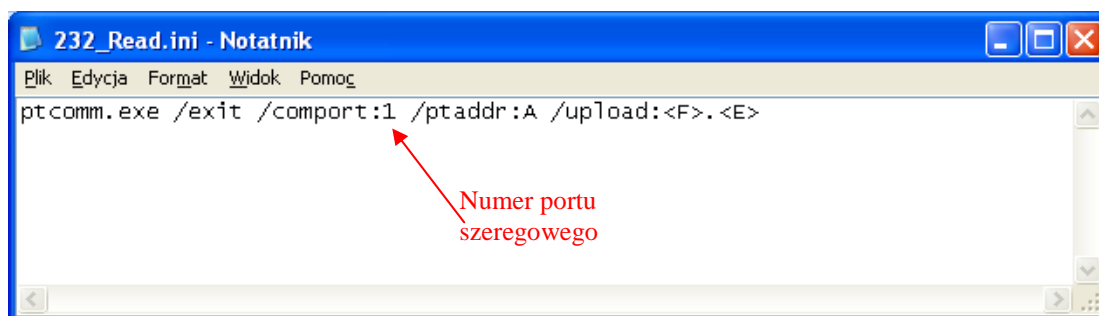 232_Read.ini - Notatnik
Plik Edycja Format Widok Pomoc
ptcomm.exe /exit /comport:1 /ptaddr:A /upload:<F>.<E>
Numer portu
szeregowego